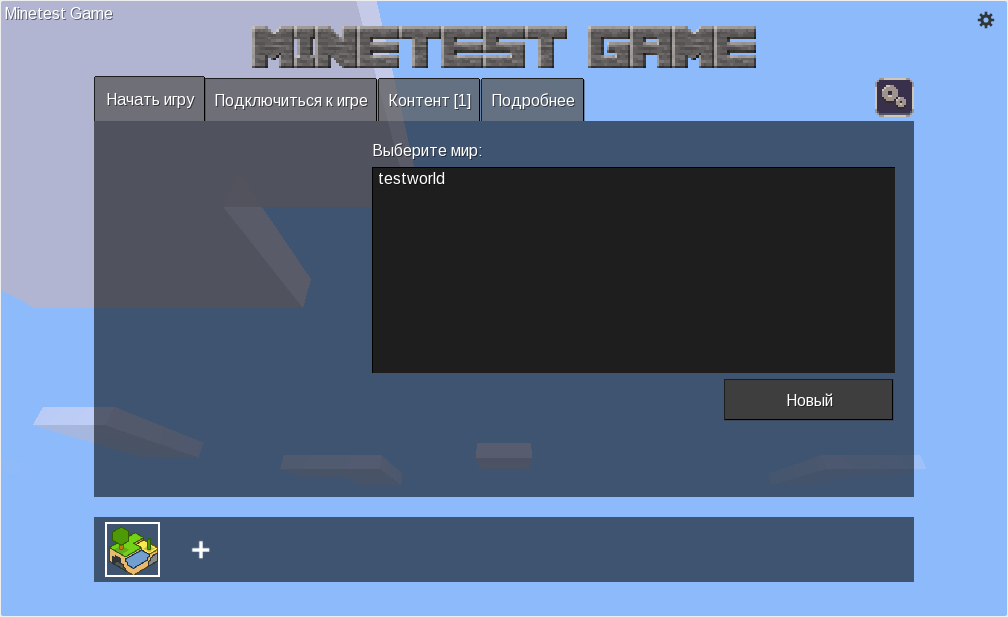 Minetest Game
MINETEST GAME
Начать игру
Подключиться к игре
Контент [1]
Подробнее
Выберите мир:
testworld
Новый